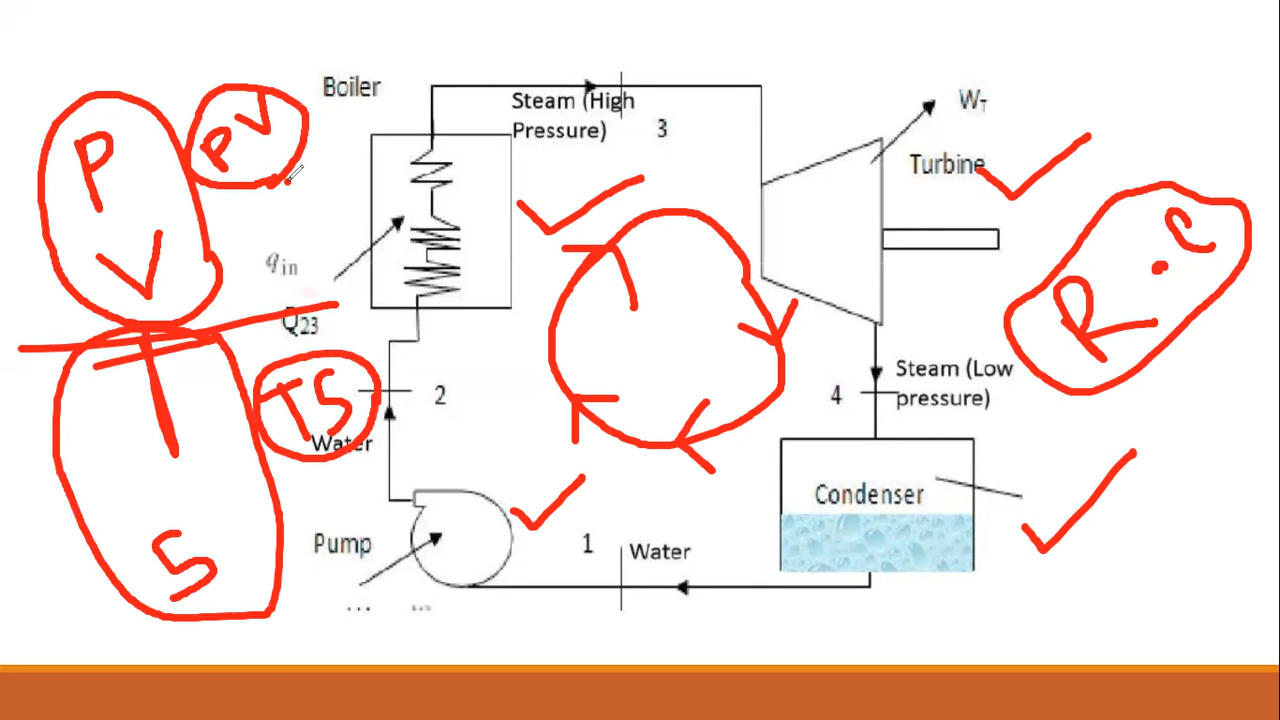 Boiler
Steam (High
Pressure)
3
W_T
Turbine
P
V
PV
R.C
q_in
Q23
T
S
TS
2
Water
4
Steam (Low
pressure)
Condenser
Pump
1
Water